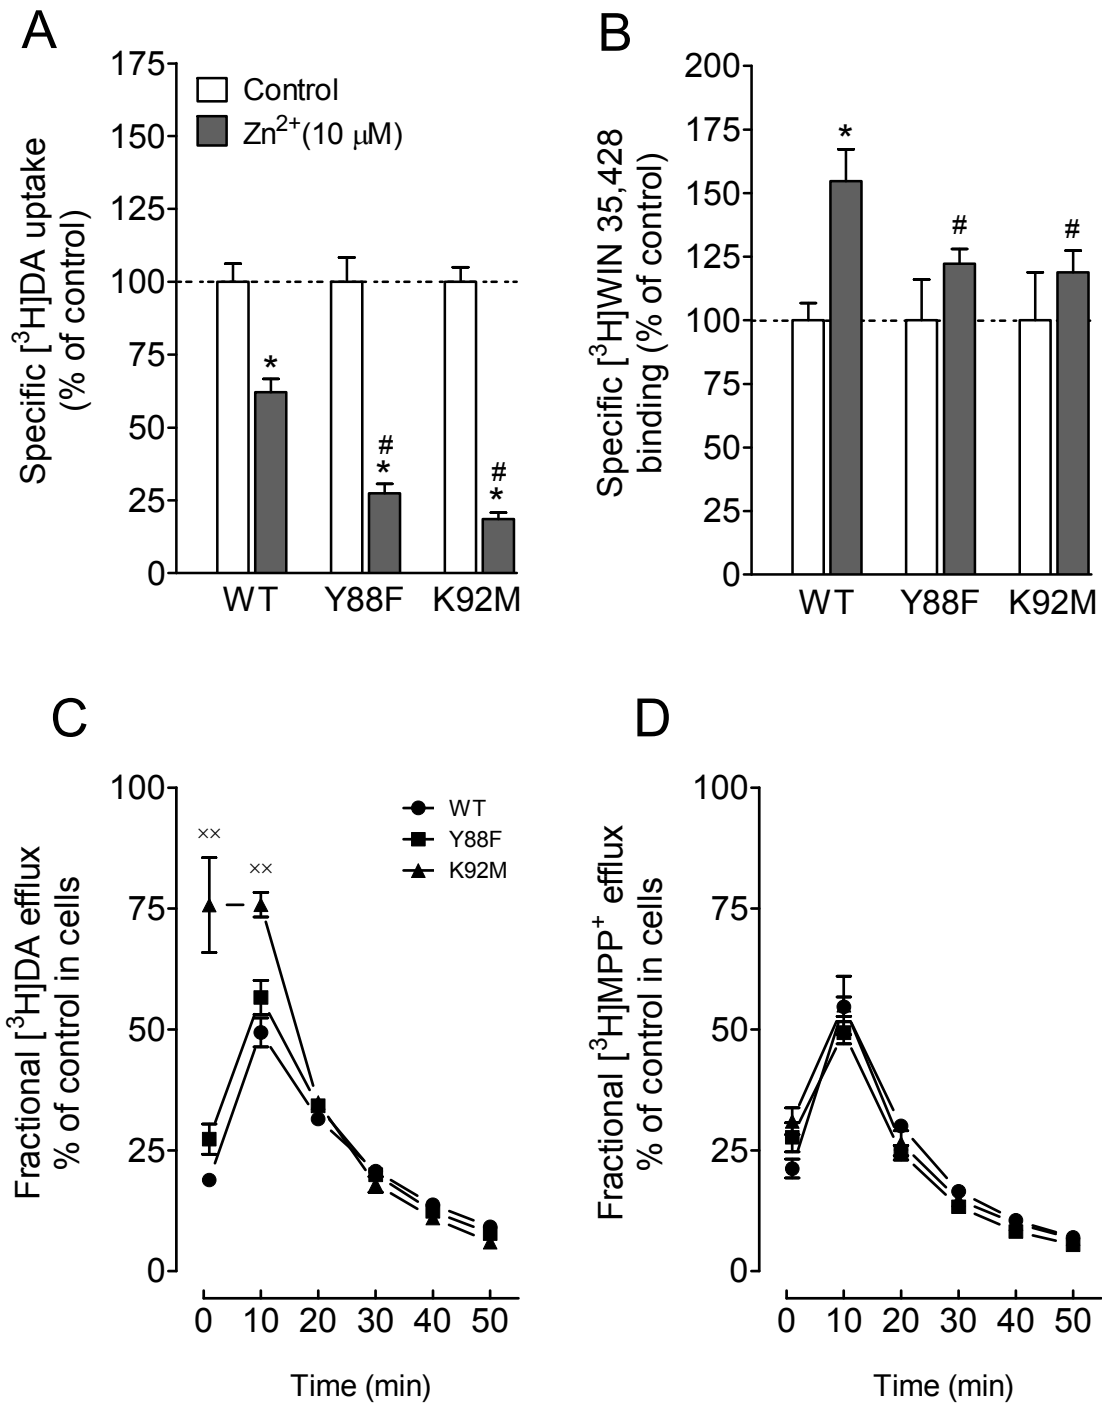 A
175
150
125
100
75
50
25
0
Specific [³H]DA uptake
(% of control)
Control
Zn²⁺(10 μM)
*
#
*
#
*
WT Y88F K92M
B
200
175
150
125
100
75
50
25
0
Specific [³H]WIN 35,428
binding (% of control)
*
#
#
WT Y88F K92M
C
100
75
50
25
0
Fractional [³H]DA efflux
% of control in cells
××
××
WT
Y88F
K92M
0 10 20 30 40 50
Time (min)
D
100
75
50
25
0
Fractional [³H]MPP⁺ efflux
% of control in cells
0 10 20 30 40 50
Time (min)